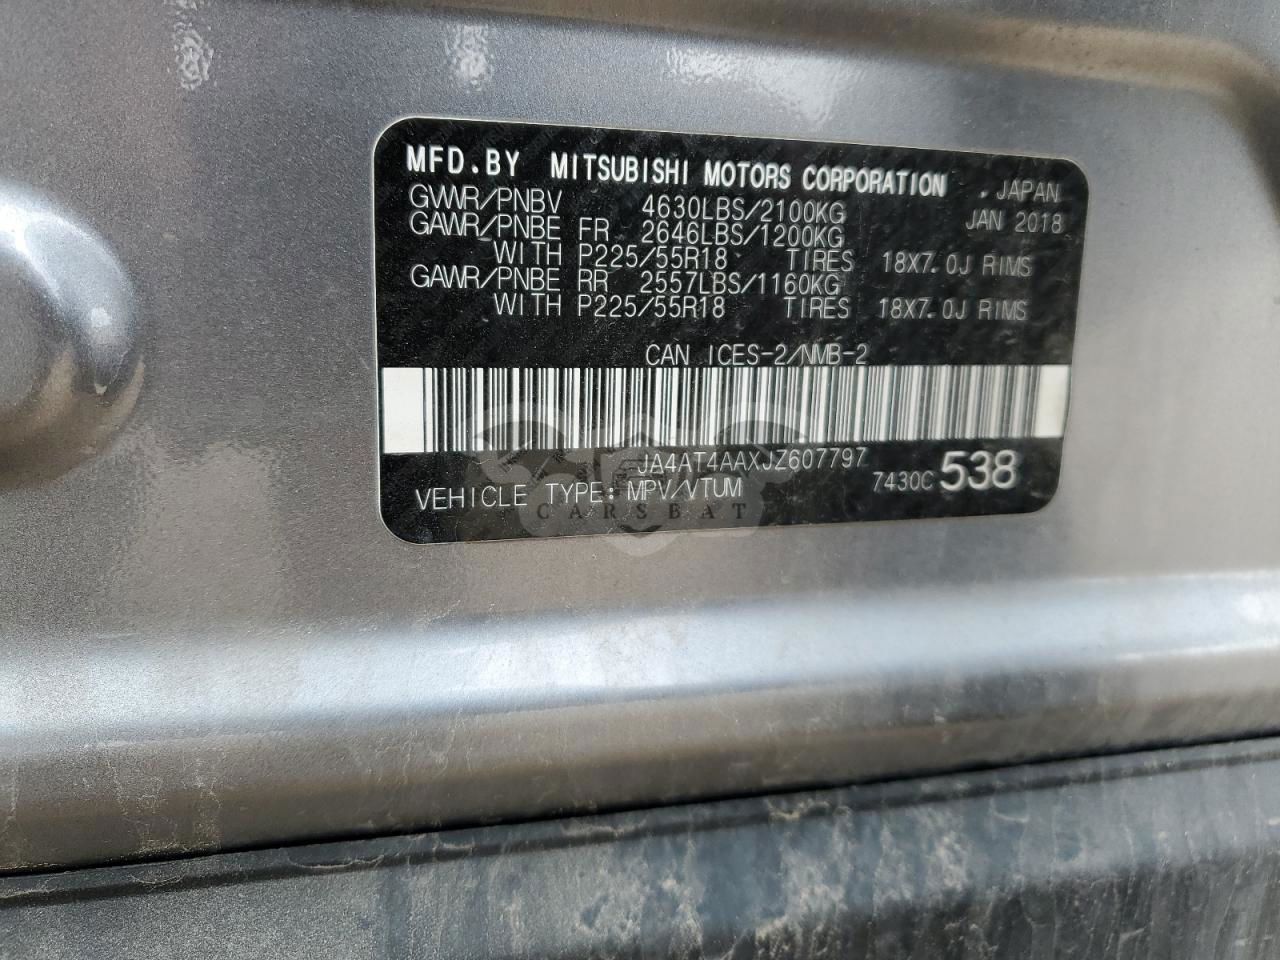 MFD.BY MITSUBISHI MOTORS CORPORATION . JAPAN
GVWR/PNBV 4630LBS/2100KG JAN 2018
GAWR/PNBE FR 2646LBS/1200KG
WITH P225/55R18 TIRES 18X7.0J RIMS
GAWR/PNBE RR 2557LBS/1160KG
WITH P225/55R18 TIRES 18X7.0J RIMS
CAN ICES-2/NMB-2
JA4AT4AAXJZ607797 7430C 538
VEHICLE TYPE: MPV/VTUM
CARSBAT